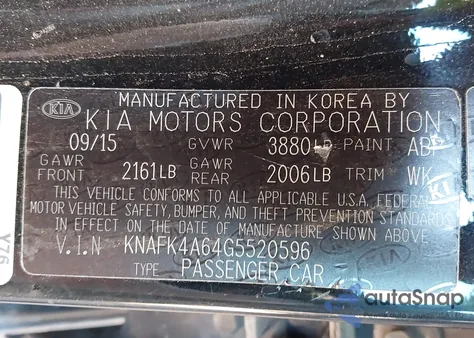 MANUFACTURED IN KOREA BY
KIA KIA MOTORS CORPORATION
09/15 GVWR 3880LB PAINT ABP
GAWR FRONT 2161LB GAWR REAR 2006LB TRIM WK
THIS VEHICLE CONFORMS TO ALL APPLICABLE U.S.A. FEDERAL
MOTOR VEHICLE SAFETY, BUMPER, AND THEFT PREVENTION STANDARDS
IN EFFECT ON THE DATE OF MANUFACTURE SHOWN ABOVE.
V.I.N KNAFK4A64G5520596
TYPE PASSENGER CAR
Y76
autoSnap